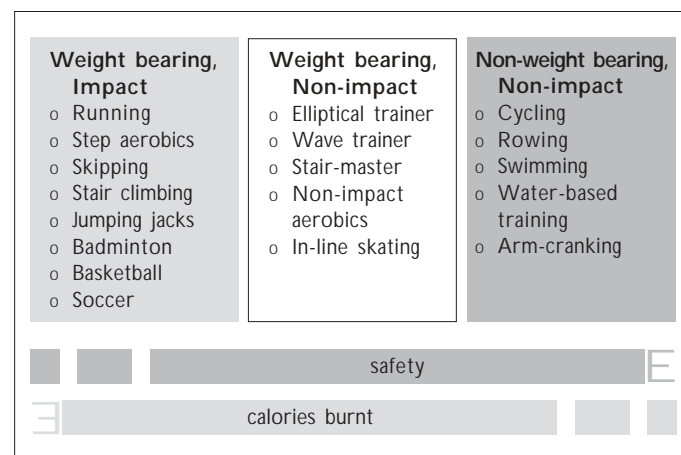 Weight bearing,
Impact
o Running
o Step aerobics
o Skipping
o Stair climbing
o Jumping jacks
o Badminton
o Basketball
o Soccer
Weight bearing,
Non-impact
o Elliptical trainer
o Wave trainer
o Stair-master
o Non-impact
aerobics
o In-line skating
Non-weight bearing,
Non-impact
o Cycling
o Rowing
o Swimming
o Water-based
training
o Arm-cranking
safety
calories burnt